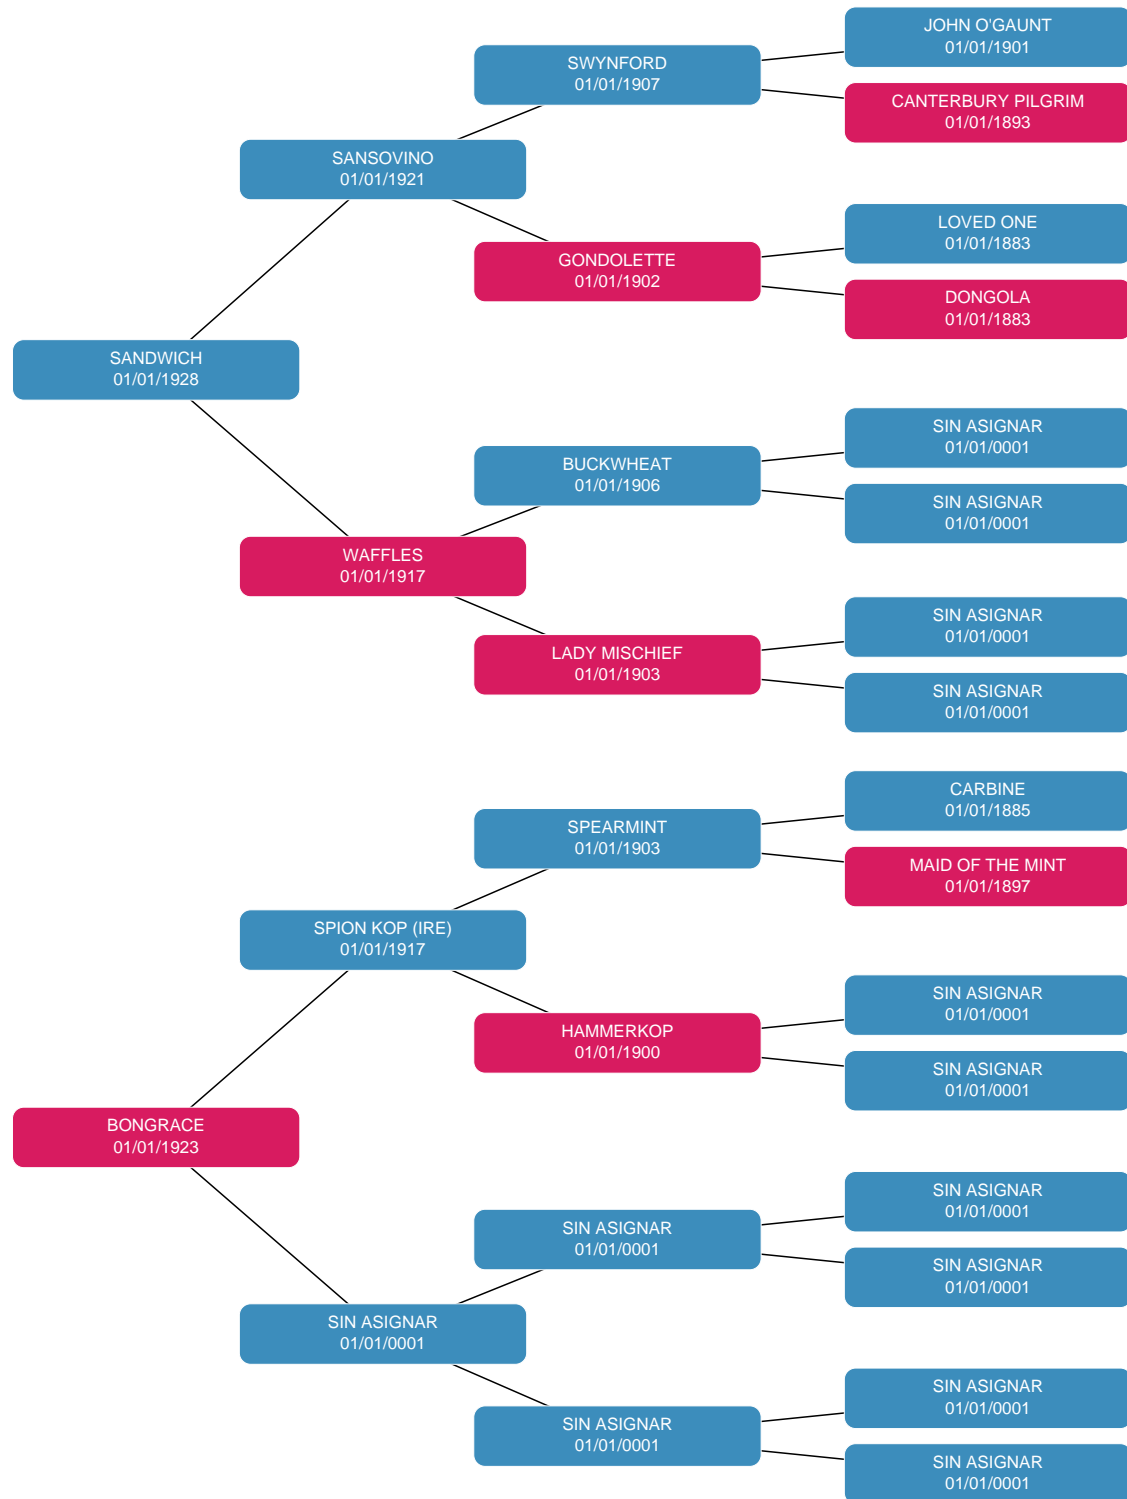 JOHN O'GAUNT
01/01/1901
SWYNFORD
01/01/1907
CANTERBURY PILGRIM
01/01/1893
SANSOVINO
01/01/1921
LOVED ONE
01/01/1883
GONDOLETTE
01/01/1902
DONGOLA
01/01/1883
SANDWICH
01/01/1928
SIN ASIGNAR
01/01/0001
BUCKWHEAT
01/01/1906
SIN ASIGNAR
01/01/0001
WAFFLES
01/01/1917
SIN ASIGNAR
01/01/0001
LADY MISCHIEF
01/01/1903
SIN ASIGNAR
01/01/0001
CARBINE
01/01/1885
SPEARMINT
01/01/1903
MAID OF THE MINT
01/01/1897
SPION KOP (IRE)
01/01/1917
SIN ASIGNAR
01/01/0001
HAMMERKOP
01/01/1900
SIN ASIGNAR
01/01/0001
BONGRACE
01/01/1923
SIN ASIGNAR
01/01/0001
SIN ASIGNAR
01/01/0001
SIN ASIGNAR
01/01/0001
SIN ASIGNAR
01/01/0001
SIN ASIGNAR
01/01/0001
SIN ASIGNAR
01/01/0001
SIN ASIGNAR
01/01/0001